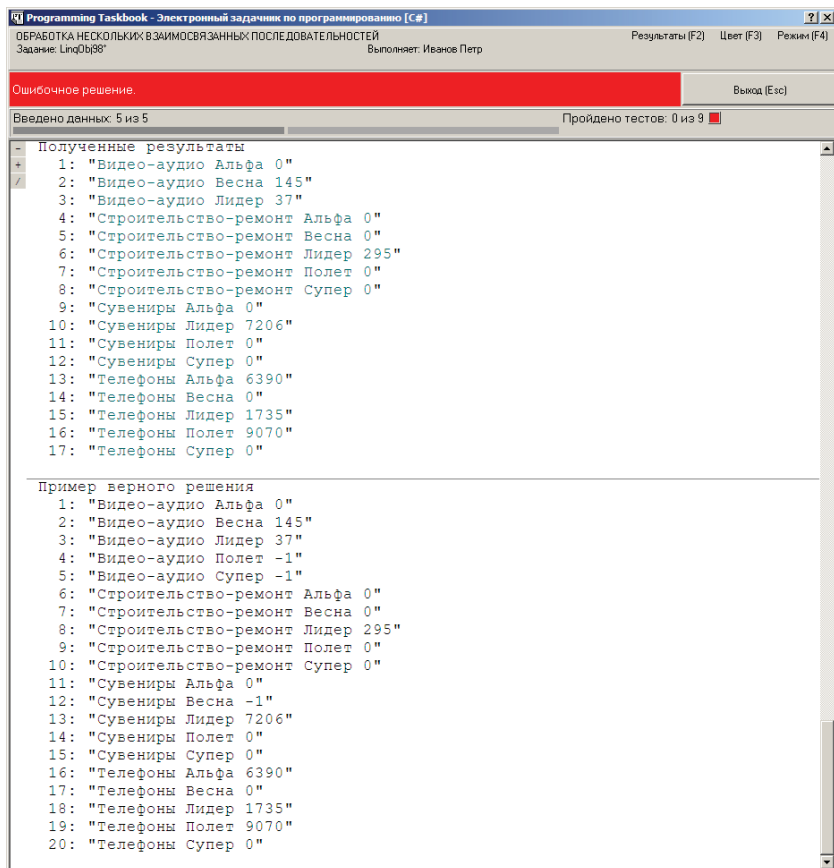 Programming Taskbook - Электронный задачник по программированию [C#]
ОБРАБОТКА НЕСКОЛЬКИХ ВЗАИМОСВЯЗАННЫХ ПОСЛЕДОВАТЕЛЬНОСТЕЙ
Результаты (F2) Цвет (F3) Режим (F4)
Задание: LinqObj98° Выполняет: Иванов Петр
Ошибочное решение.
Выход (Esc)
Введено данных: 5 из 5 Пройдено тестов: 0 из 9
Полученные результаты
1: "Видео-аудио Альфа 0"
2: "Видео-аудио Весна 145"
3: "Видео-аудио Лидер 37"
4: "Строительство-ремонт Альфа 0"
5: "Строительство-ремонт Весна 0"
6: "Строительство-ремонт Лидер 295"
7: "Строительство-ремонт Полет 0"
8: "Строительство-ремонт Супер 0"
9: "Сувениры Альфа 0"
10: "Сувениры Лидер 7206"
11: "Сувениры Полет 0"
12: "Сувениры Супер 0"
13: "Телефоны Альфа 6390"
14: "Телефоны Весна 0"
15: "Телефоны Лидер 1735"
16: "Телефоны Полет 9070"
17: "Телефоны Супер 0"
Пример верного решения
1: "Видео-аудио Альфа 0"
2: "Видео-аудио Весна 145"
3: "Видео-аудио Лидер 37"
4: "Видео-аудио Полет -1"
5: "Видео-аудио Супер -1"
6: "Строительство-ремонт Альфа 0"
7: "Строительство-ремонт Весна 0"
8: "Строительство-ремонт Лидер 295"
9: "Строительство-ремонт Полет 0"
10: "Строительство-ремонт Супер 0"
11: "Сувениры Альфа 0"
12: "Сувениры Весна -1"
13: "Сувениры Лидер 7206"
14: "Сувениры Полет 0"
15: "Сувениры Супер 0"
16: "Телефоны Альфа 6390"
17: "Телефоны Весна 0"
18: "Телефоны Лидер 1735"
19: "Телефоны Полет 9070"
20: "Телефоны Супер 0"